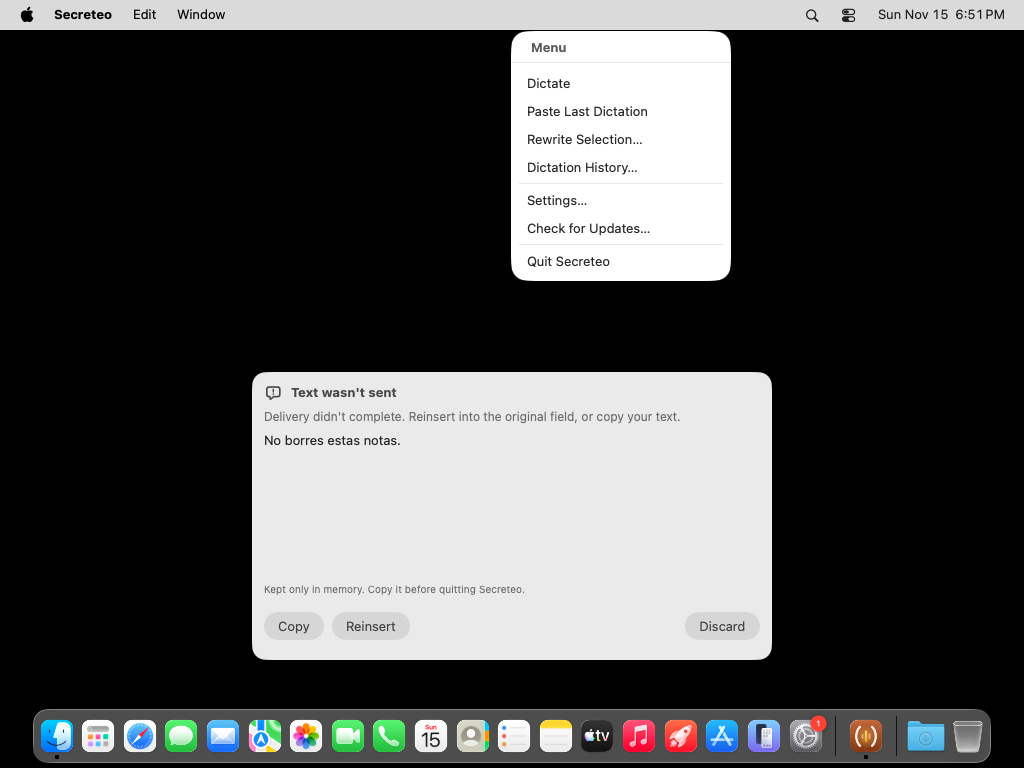 Secreteo Edit Window Sun Nov 15 6:51 PM
Menu
Dictate
Paste Last Dictation
Rewrite Selection...
Dictation History...
Settings...
Check for Updates...
Quit Secreteo
Text wasn't sent
Delivery didn't complete. Reinsert into the original field, or copy your text.
No borres estas notas.
Kept only in memory. Copy it before quitting Secreteo.
Copy Reinsert Discard
Sun
15
tv
1